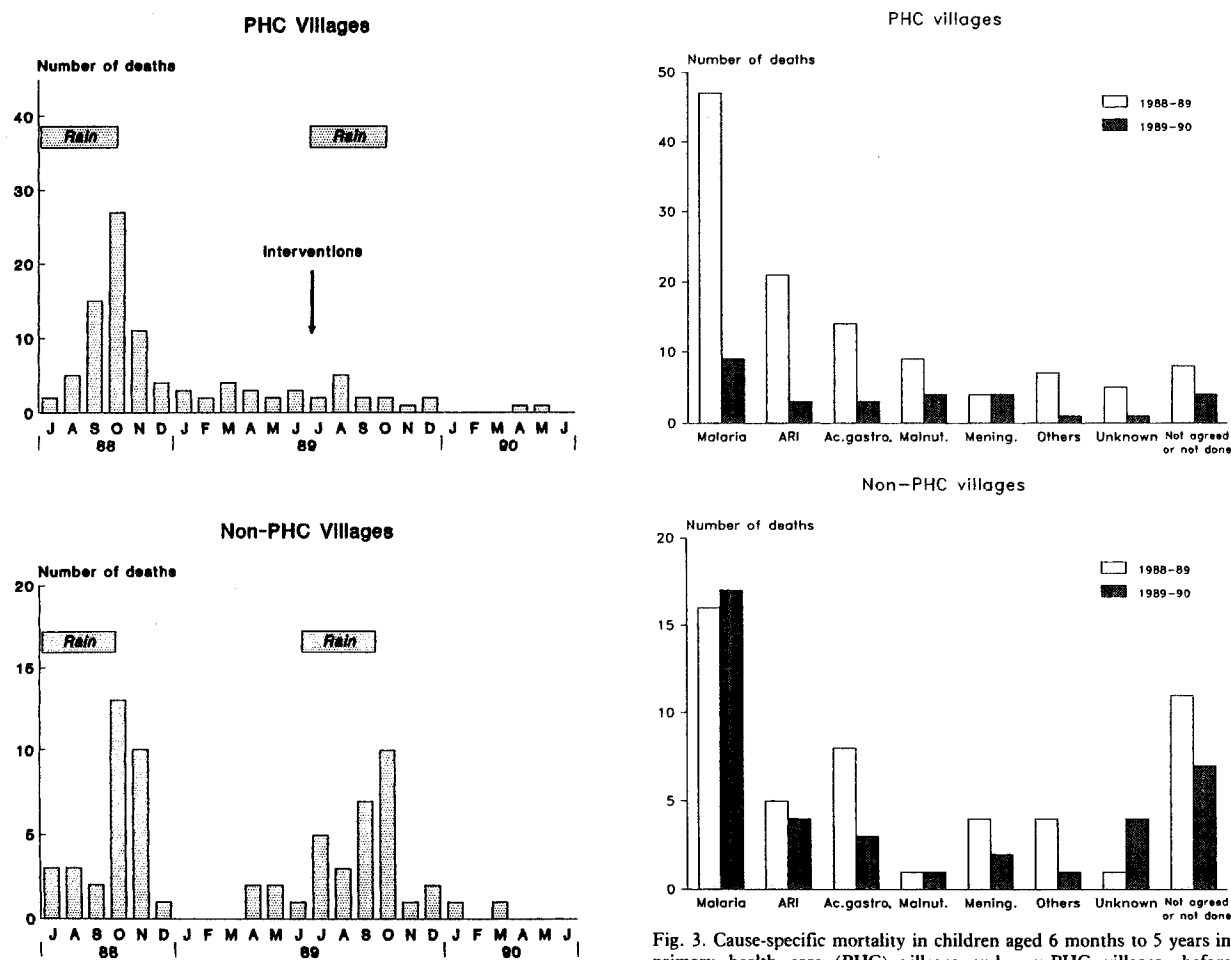 PHC Villages
Number of deaths
40
30
20
10
0
Rain
Rain
Interventions
J A S O N D J F M A M J J A S O N D J F M A M J
88 89 90
Non-PHC Villages
Number of deaths
20
15
10
5
0
Rain
Rain
J A S O N D J F M A M J J A S O N D J F M A M J
88 89 90
PHC villages
Number of deaths
50
40
30
20
10
0
1988-89
1989-90
Malaria ARI Ac.gastro. Malnut. Mening. Others Unknown Not agreed
or not done
Non-PHC villages
Number of deaths
20
15
10
5
0
1988-89
1989-90
Malaria ARI Ac.gastro. Malnut. Mening. Others Unknown Not agreed
or not done
Fig. 3. Cause-specific mortality in children aged 6 months to 5 years in